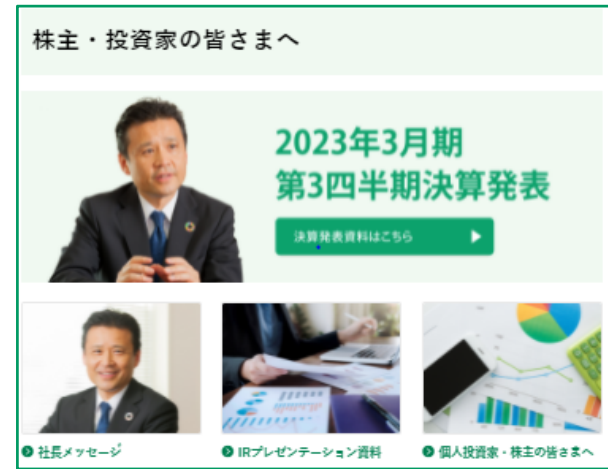 株主・投資家の皆さまへ
2023年3月期
第3四半期決算発表
決算発表資料はこちら
社長メッセージ
IRプレゼンテーション資料
個人投資家・株主の皆さまへ